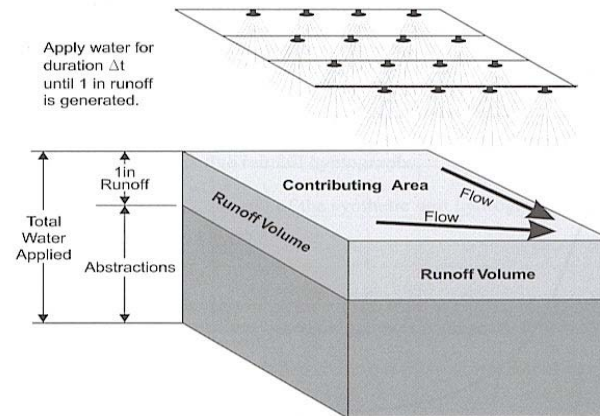 Apply water for
duration Δt
until 1 in runoff
is generated.
1in
Runoff
Total
Water
Applied
Abstractions
Contributing Area
Flow
Flow
Runoff Volume
Runoff Volume